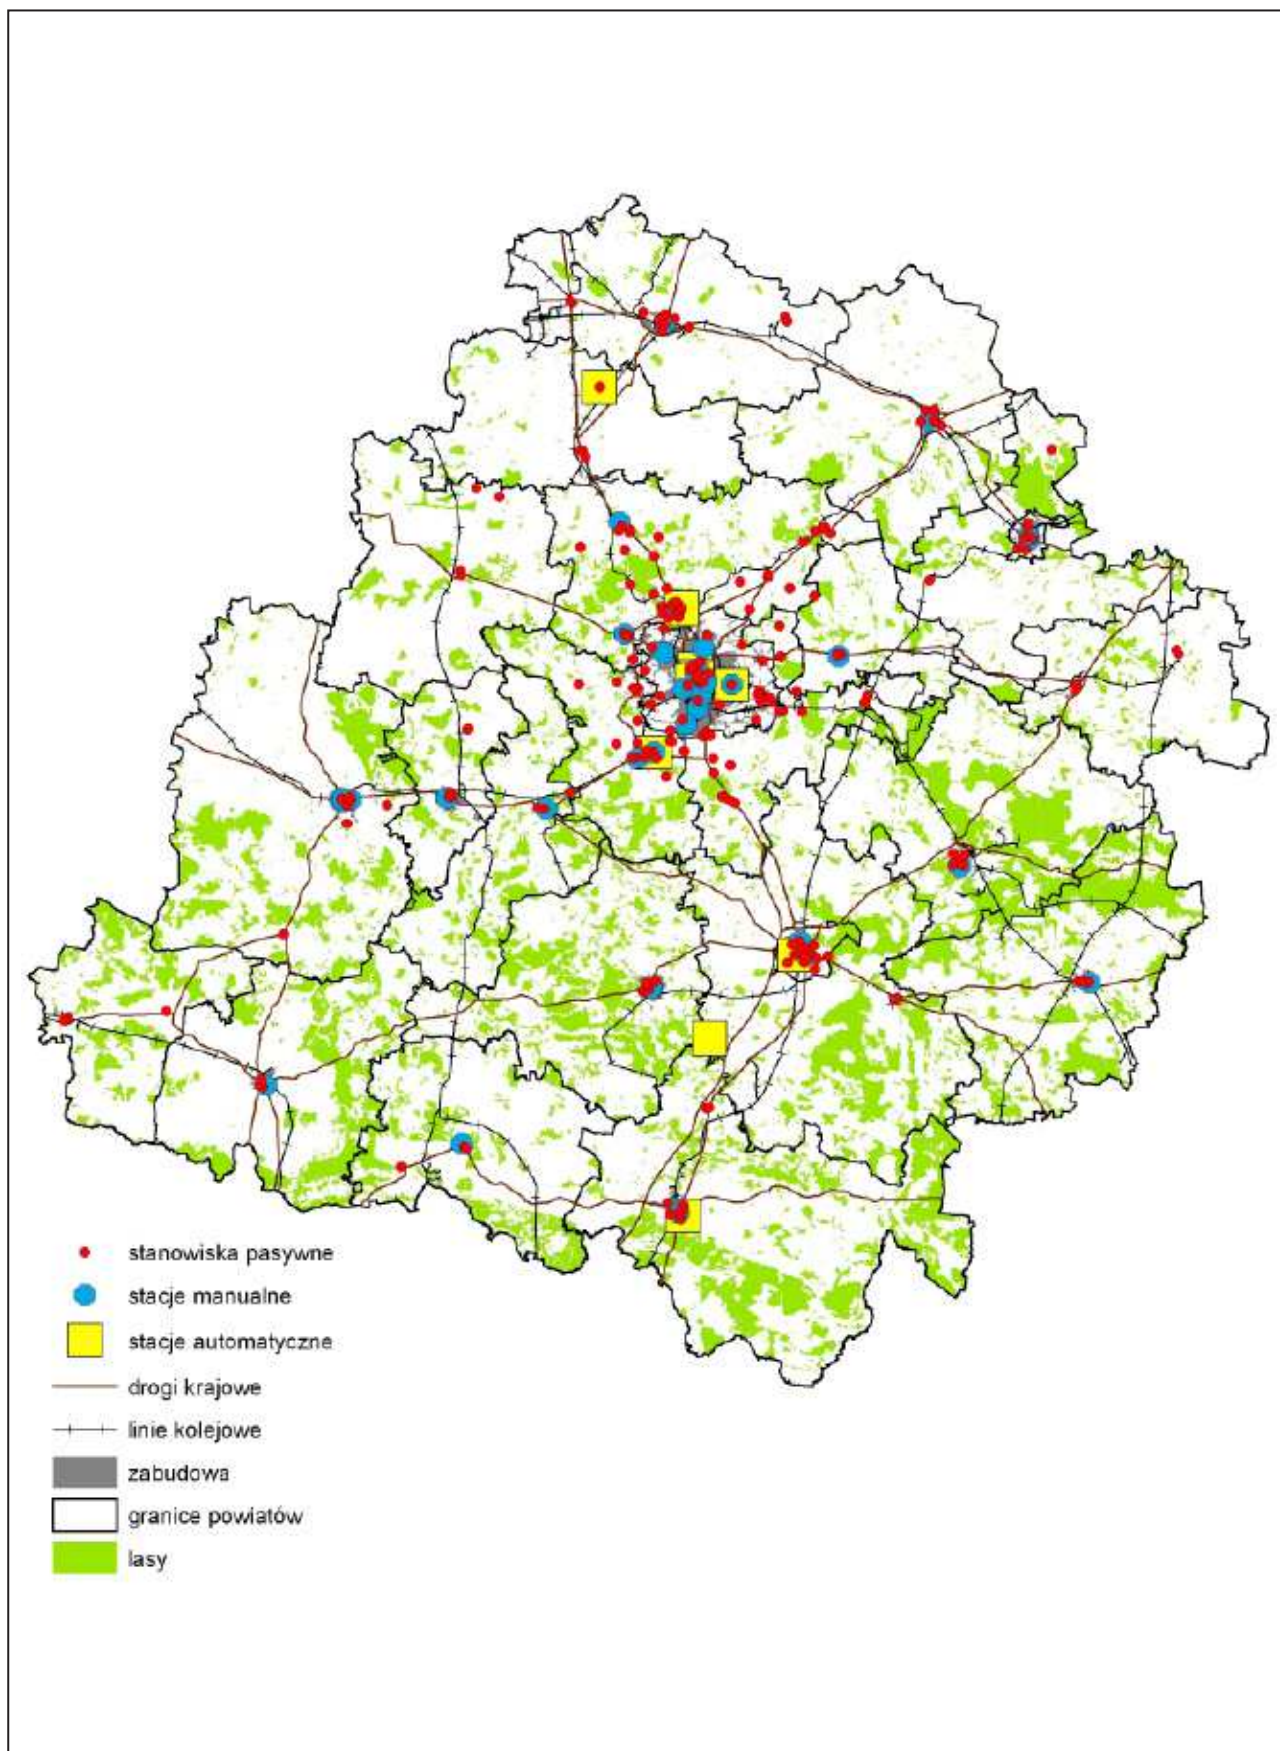 stanowiska pasywne
stacje manualne
stacje automatyczne
drogi krajowe
linie kolejowe
zabudowa
granice powiatów
lasy